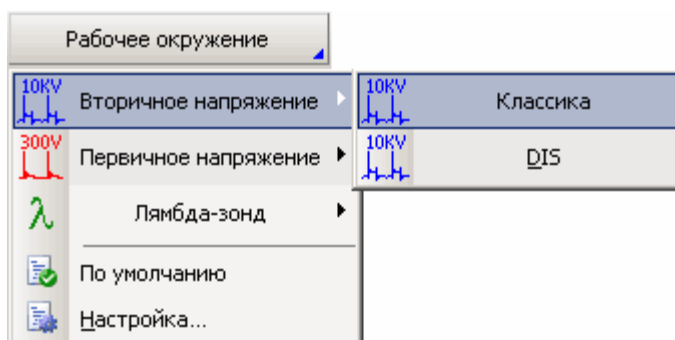 Рабочее окружение
10KV Вторичное напряжение 10KV Классика
300V Первичное напряжение 10KV DIS
λ Лямбда-зонд
По умолчанию
Настройка...